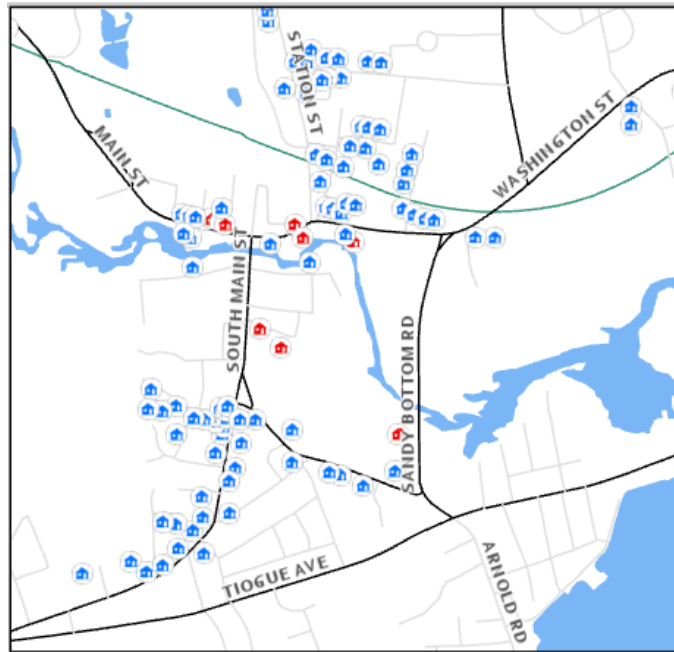 STATION ST
MAIN ST
WASHINGTON ST
SOUTH MAIN ST
SANDY BOTTOM RD
TIOGUE AVE
ARNOLD RD